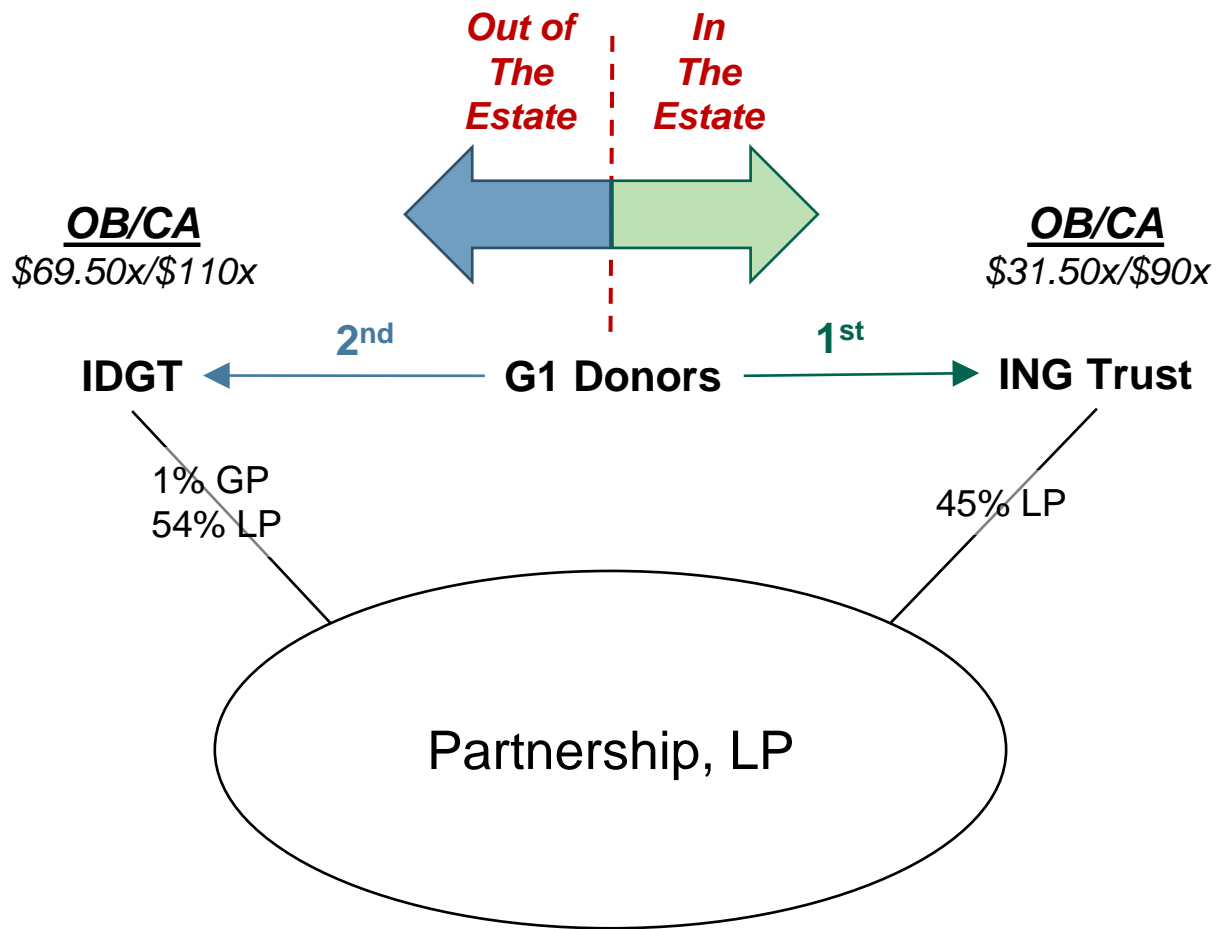 Out of
The
Estate
In
The
Estate
OB/CA
$69.50x/$110x
OB/CA
$31.50x/$90x
2nd
1st
IDGT
G1 Donors
ING Trust
1% GP
54% LP
45% LP
Partnership, LP